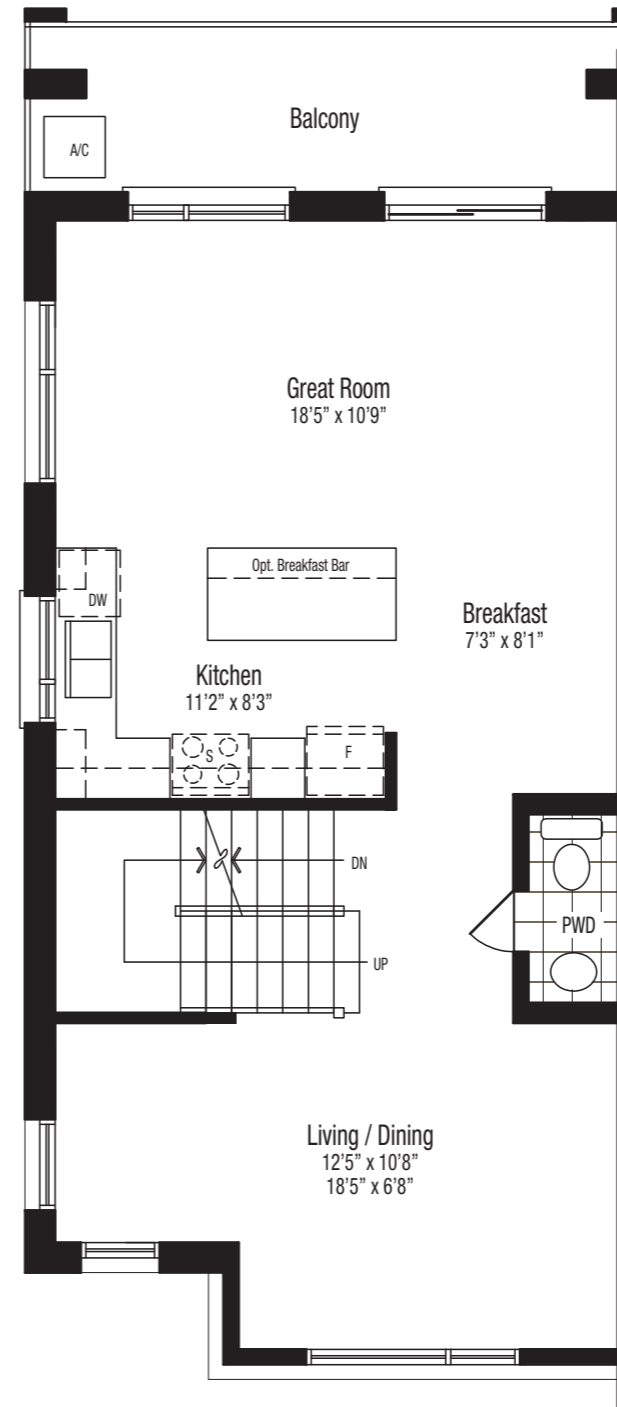 Balcony
A/C
Great Room
18’5” x 10’9”
Opt. Breakfast Bar
DW
Breakfast
7’3” x 8’1”
Kitchen
11’2” x 8’3”
S
F
DN
PWD
UP
Living / Dining
12’5” x 10’8”
18’5” x 6’8”